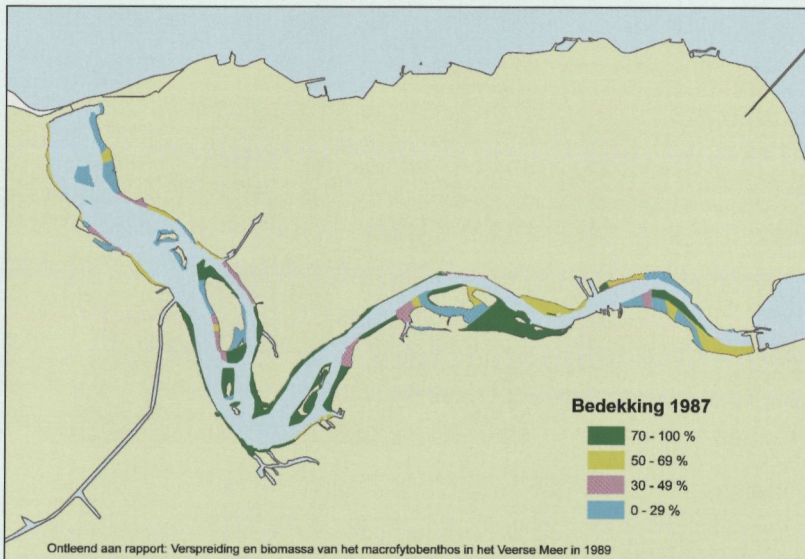 Bedekking 1987
70 - 100 %
50 - 69 %
30 - 49 %
0 - 29 %
Ontleend aan rapport: Verspreiding en biomassa van het macrofytobenthos in het Veerse Meer in 1989